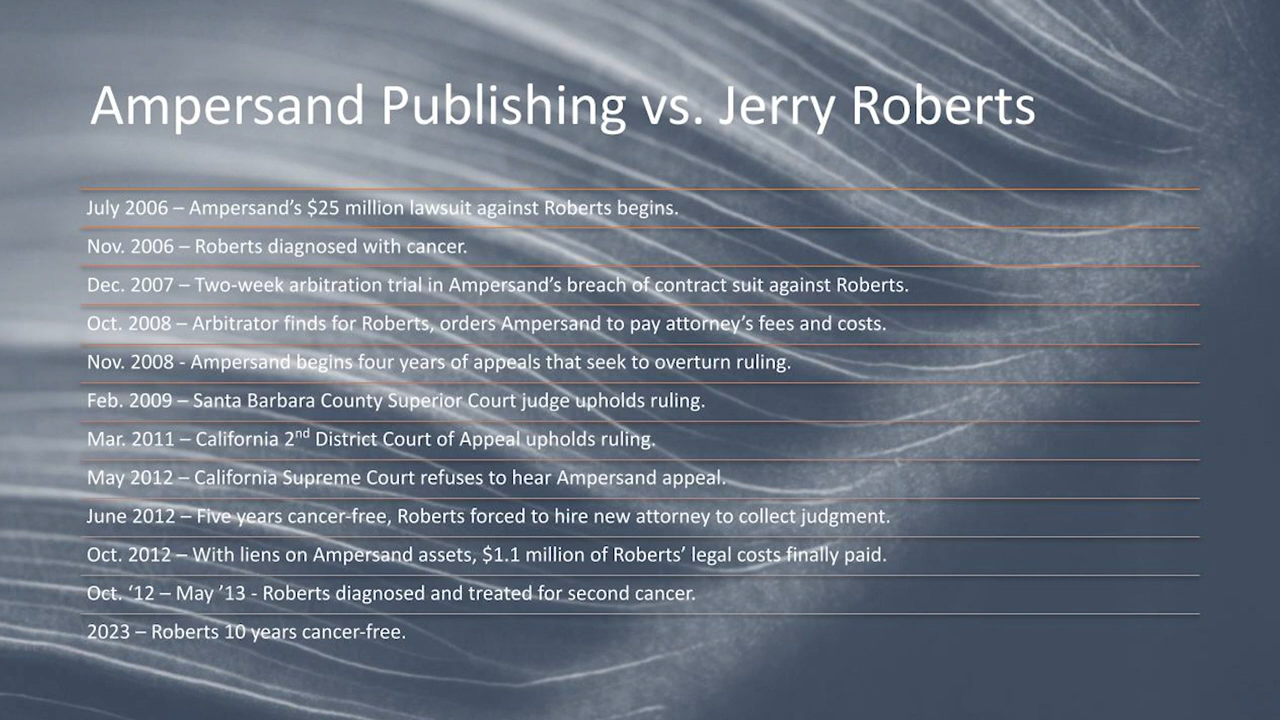 Ampersand Publishing vs. Jerry Roberts
July 2006 – Ampersand’s $25 million lawsuit against Roberts begins.
Nov. 2006 – Roberts diagnosed with cancer.
Dec. 2007 – Two-week arbitration trial in Ampersand’s breach of contract suit against Roberts.
Oct. 2008 – Arbitrator finds for Roberts, orders Ampersand to pay attorney’s fees and costs.
Nov. 2008 - Ampersand begins four years of appeals that seek to overturn ruling.
Feb. 2009 – Santa Barbara County Superior Court judge upholds ruling.
Mar. 2011 – California 2nd District Court of Appeal upholds ruling.
May 2012 – California Supreme Court refuses to hear Ampersand appeal.
June 2012 – Five years cancer-free, Roberts forced to hire new attorney to collect judgment.
Oct. 2012 – With liens on Ampersand assets, $1.1 million of Roberts’ legal costs finally paid.
Oct. ‘12 – May ’13 - Roberts diagnosed and treated for second cancer.
2023 – Roberts 10 years cancer-free.